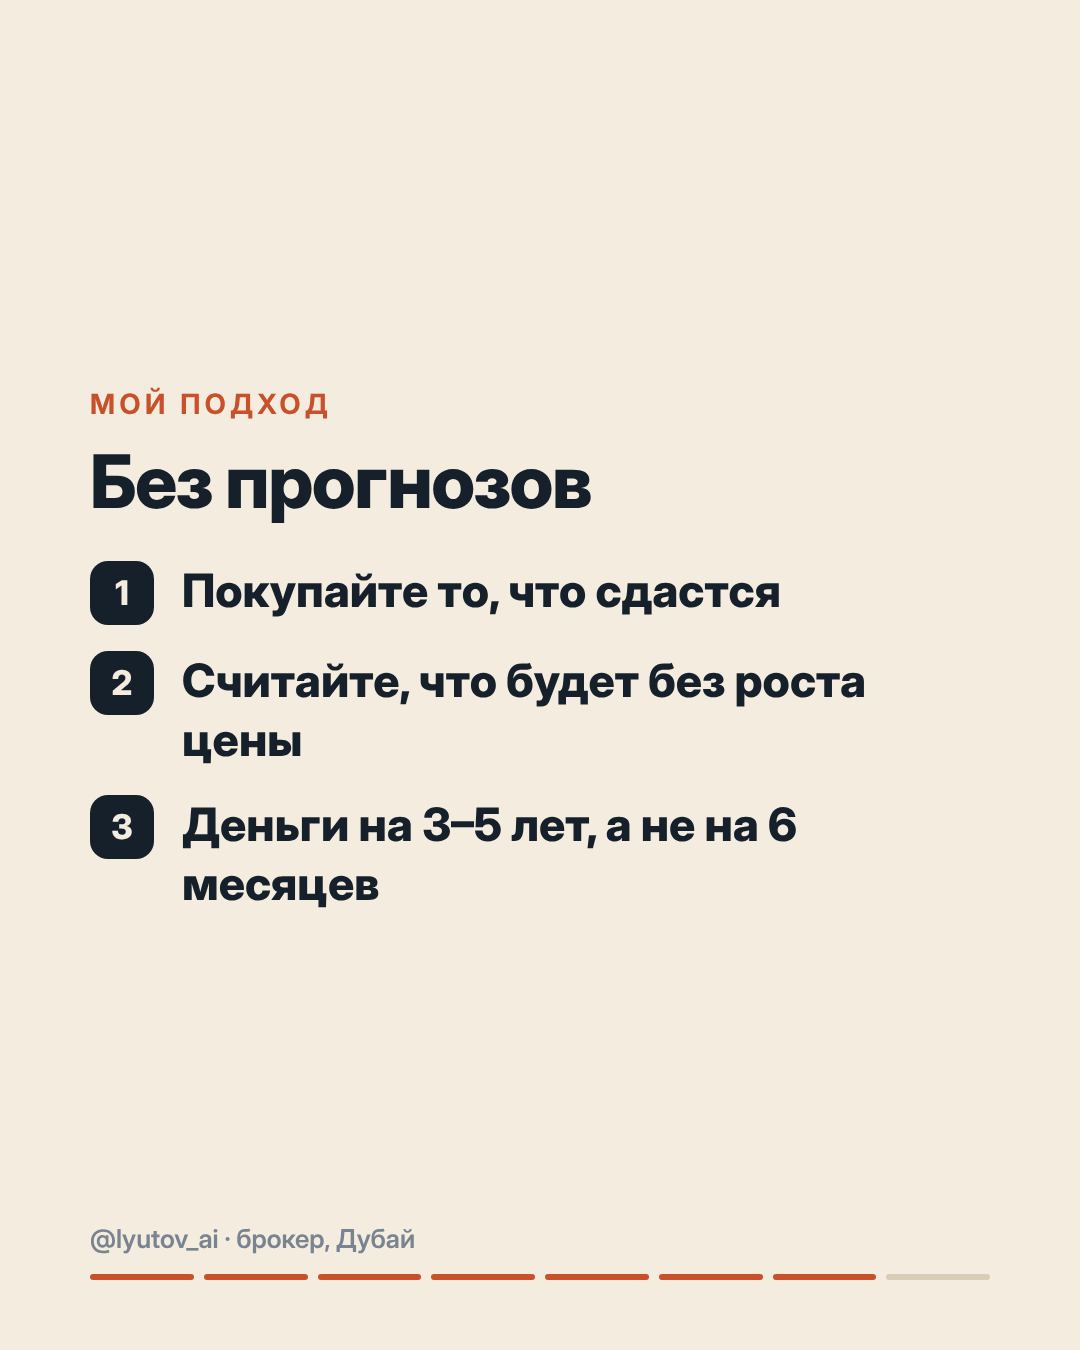 МОЙ ПОДХОД
Без прогнозов
1 Покупайте то, что сдастся
2 Считайте, что будет без роста
цены
3 Деньги на 3–5 лет, а не на 6
месяцев
@lyutov_ai · брокер, Дубай